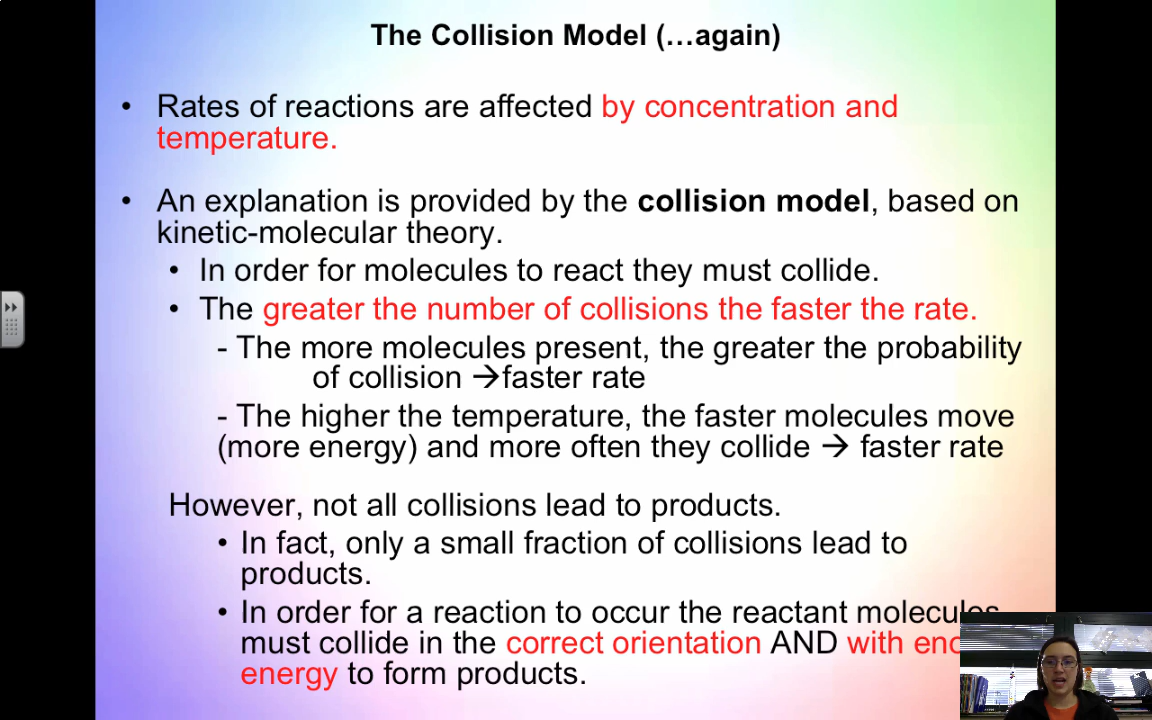 The Collision Model (…again)
• Rates of reactions are affected by concentration and
temperature.
• An explanation is provided by the collision model, based on
kinetic-molecular theory.
• In order for molecules to react they must collide.
• The greater the number of collisions the faster the rate.
- The more molecules present, the greater the probability
of collision →faster rate
- The higher the temperature, the faster molecules move
(more energy) and more often they collide → faster rate
However, not all collisions lead to products.
• In fact, only a small fraction of collisions lead to
products.
• In order for a reaction to occur the reactant molecules
must collide in the correct orientation AND with
energy to form products.